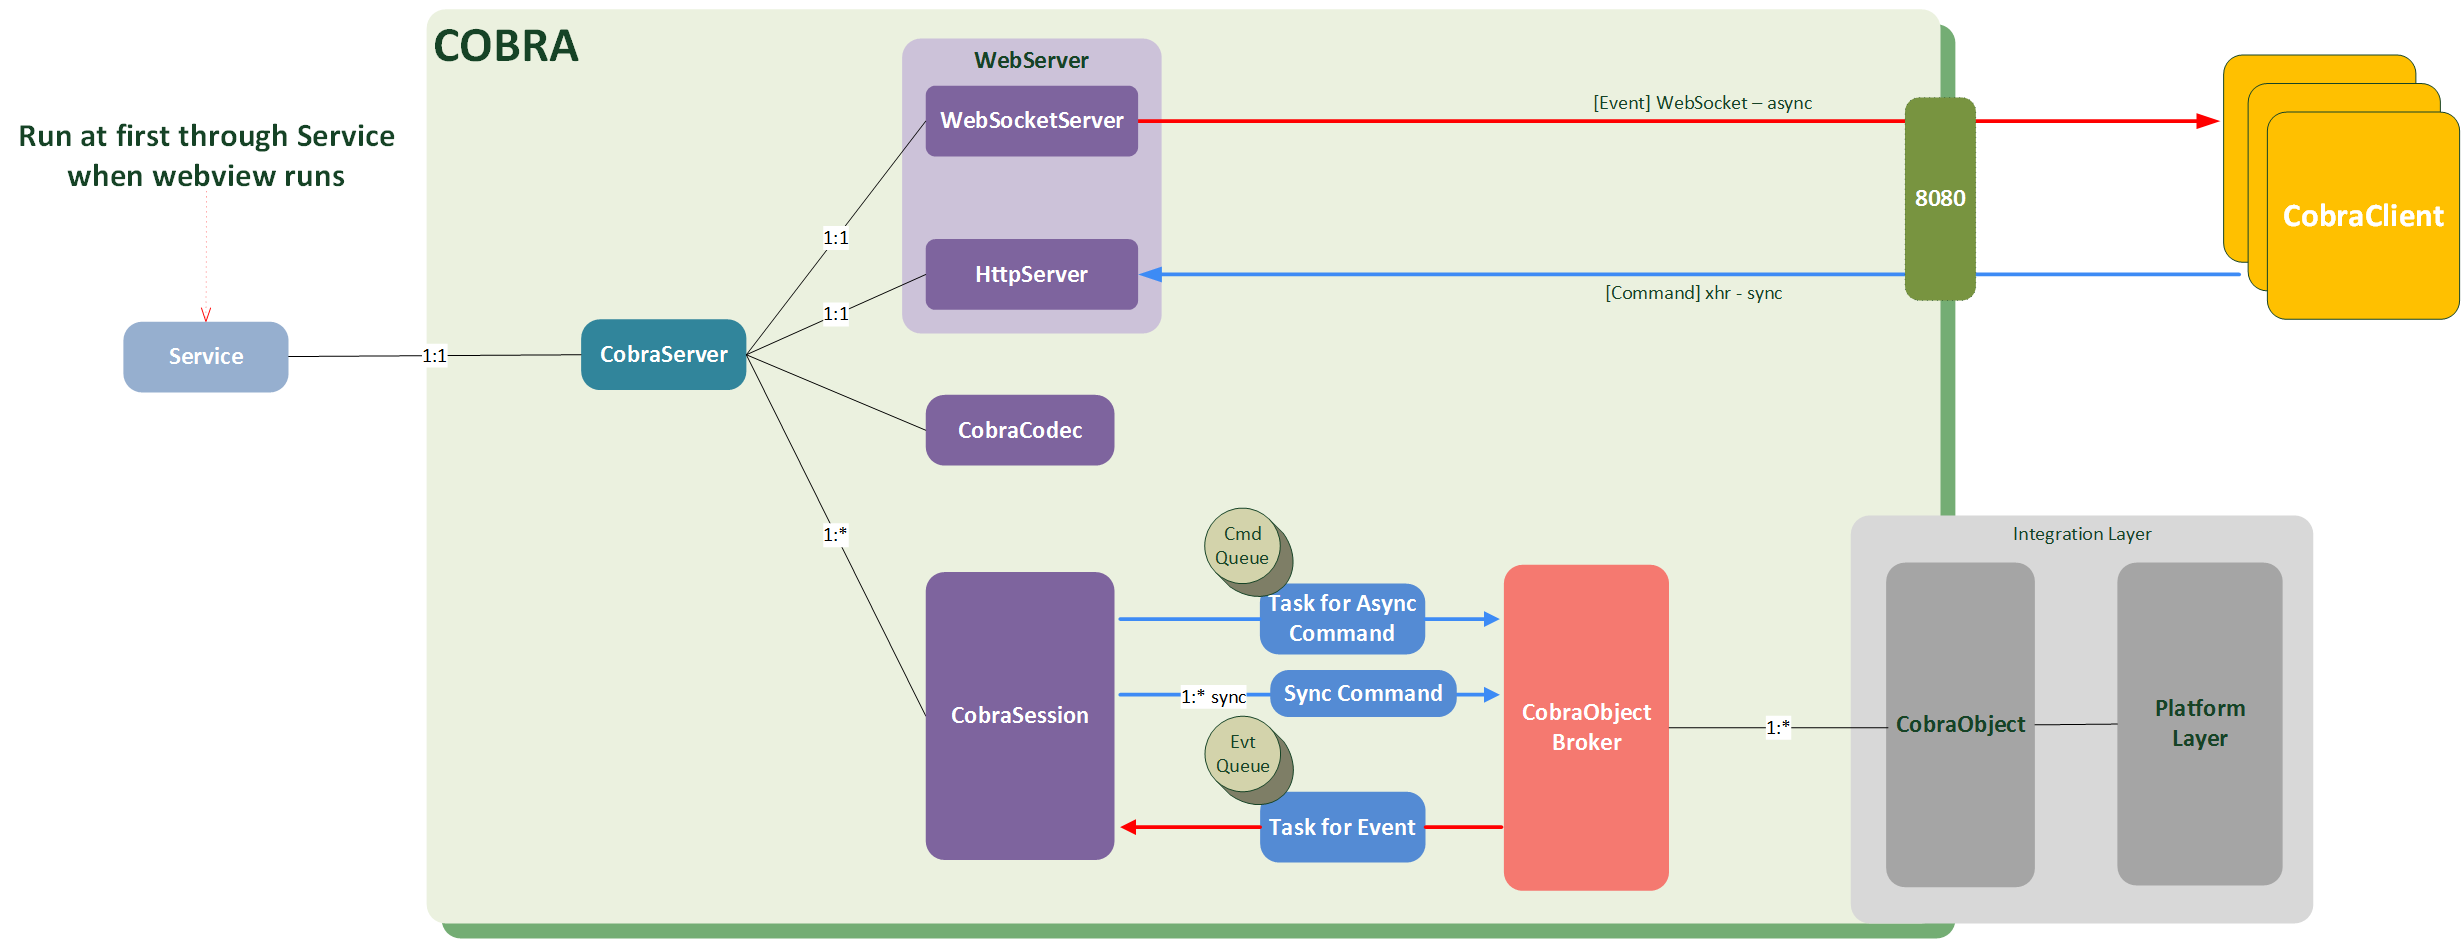 COBRA
WebServer
WebSocketServer
[Event] WebSocket – async
Run at first through Service
when webview runs
8080
CobraClient
1:1
HttpServer
[Command] xhr - sync
1:1
Service
1:1
CobraServer
CobraCodec
1:*
Cmd
Queue
Integration Layer
Task for Async
Command
1:* sync
Sync Command
CobraSession
CobraObject
Broker
1:*
CobraObject
Platform
Layer
Evt
Queue
Task for Event